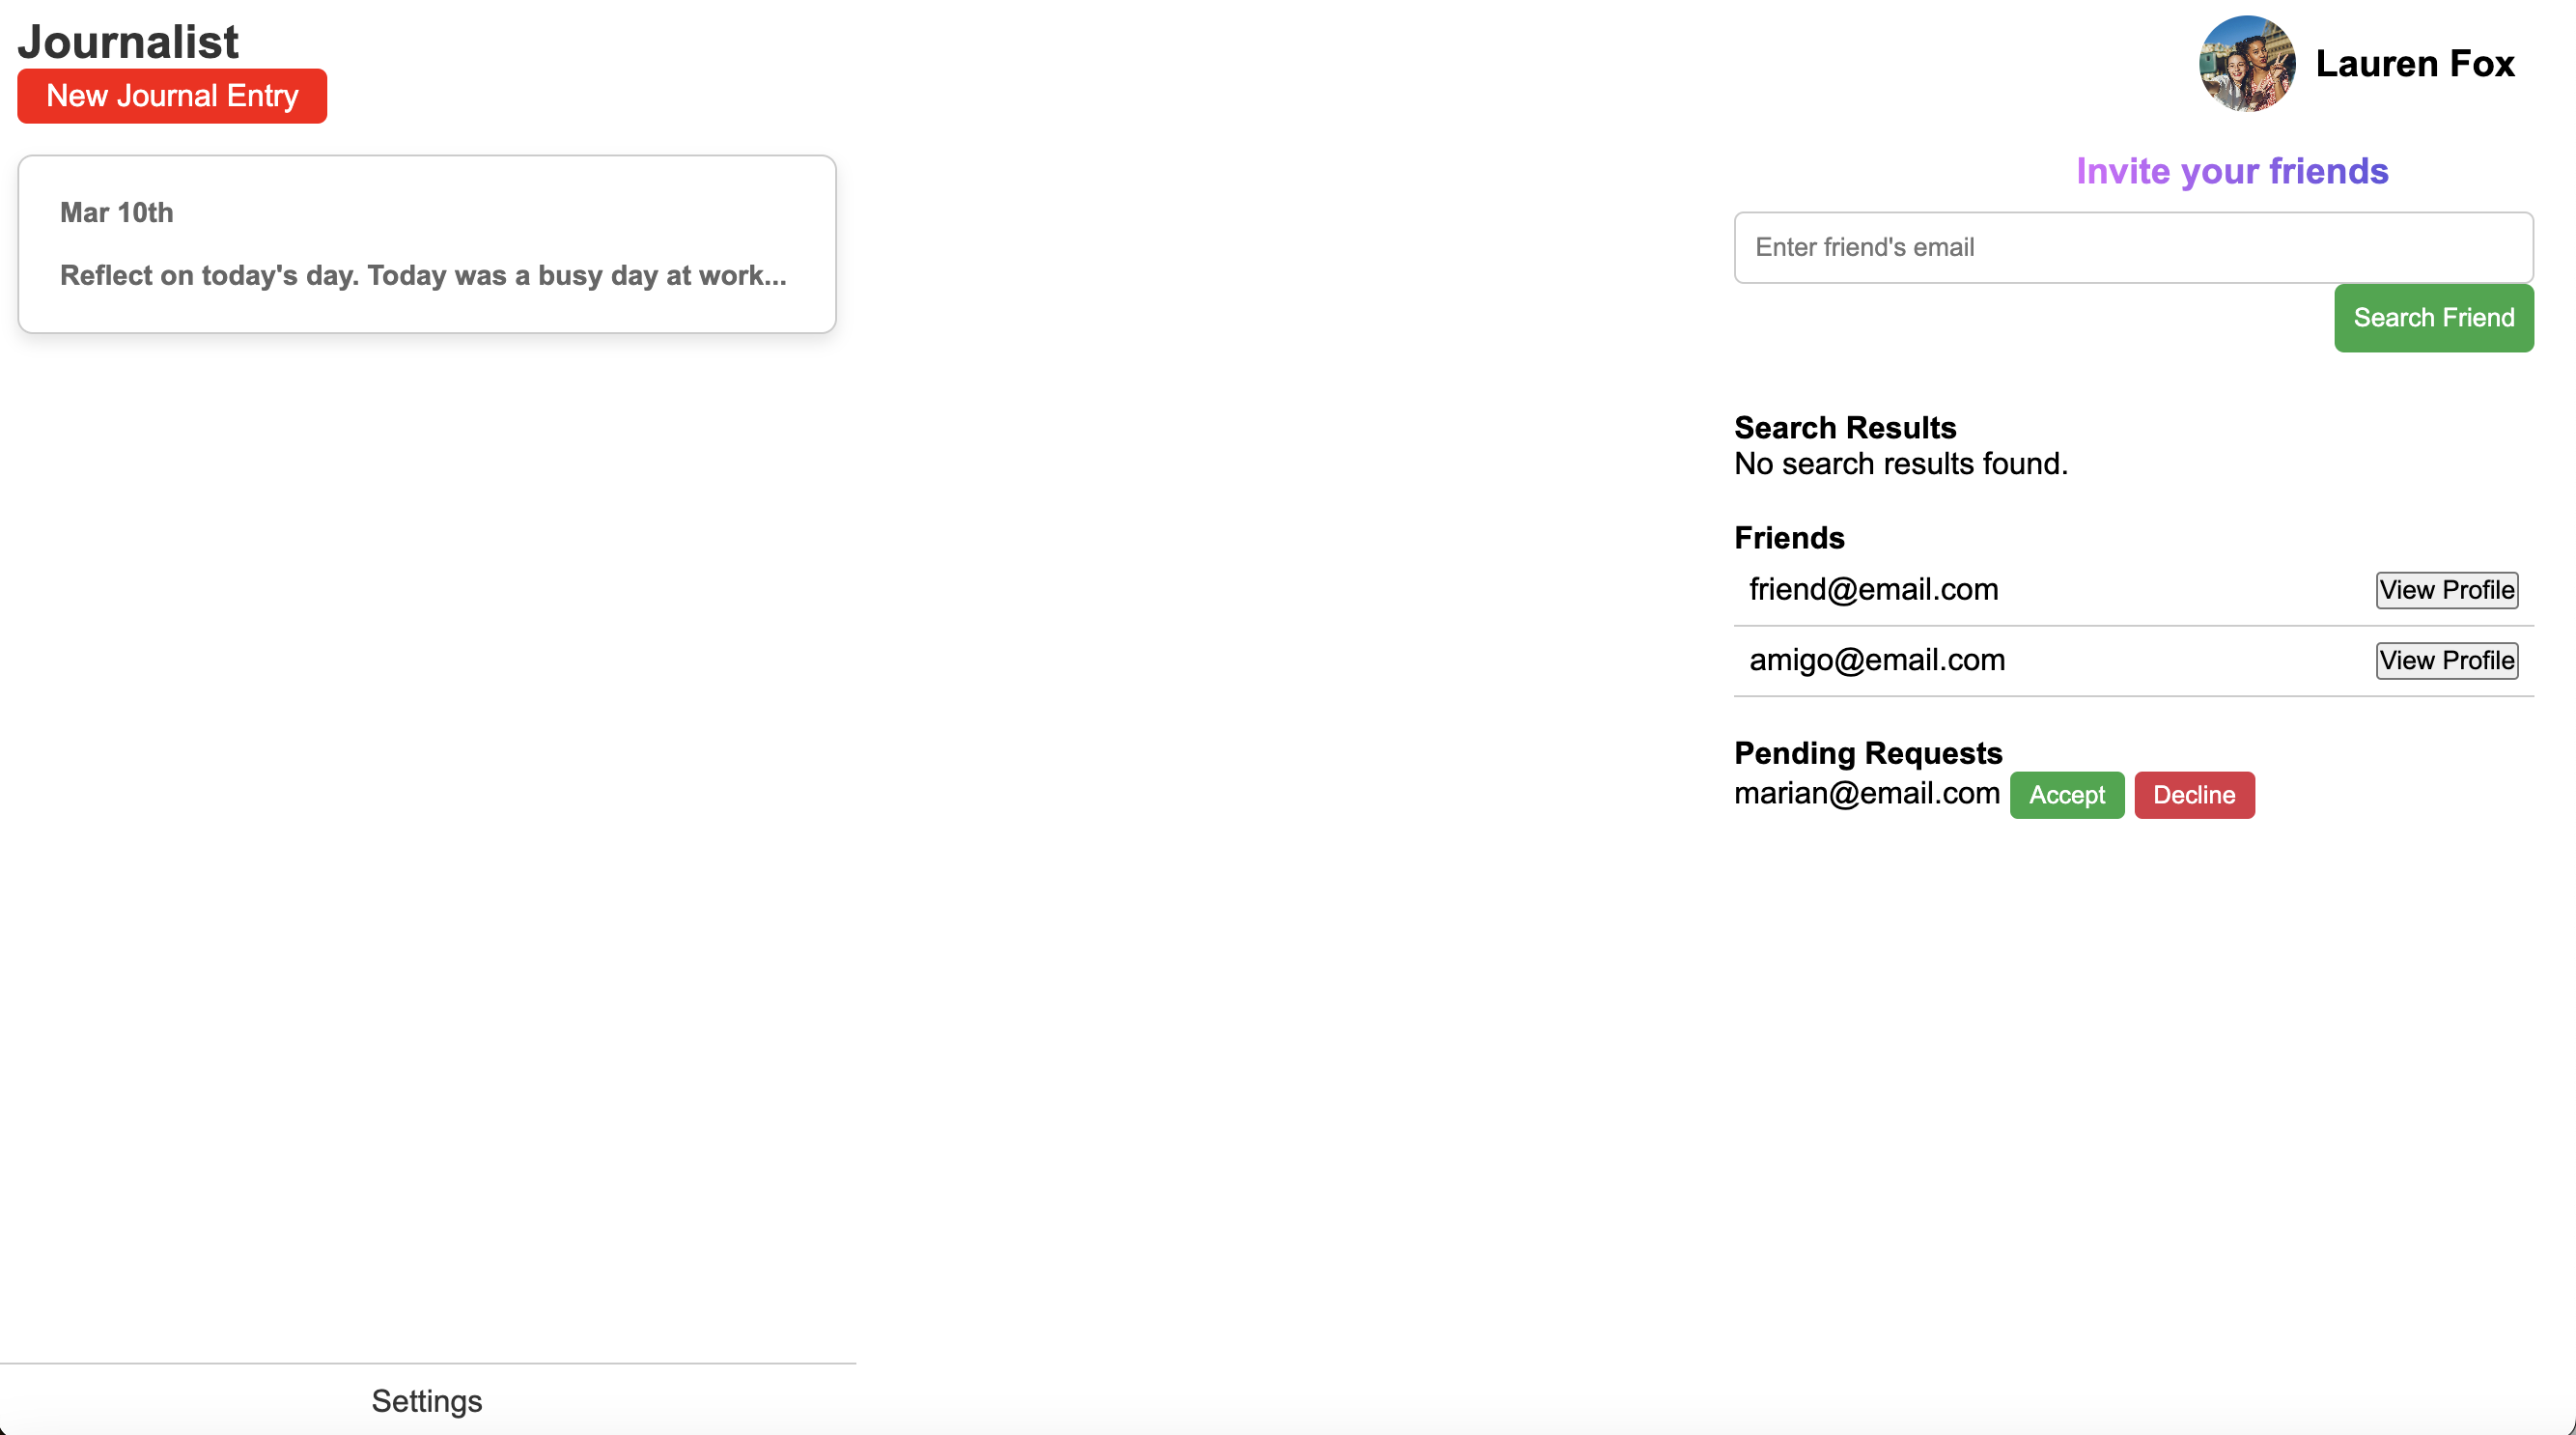 Journalist
New Journal Entry
Mar 10th
Reflect on today's day. Today was a busy day at work...
Settings
Lauren Fox
Invite your friends
Enter friend's email
Search Friend
Search Results
No search results found.
Friends
friend@email.com View Profile
amigo@email.com View Profile
Pending Requests
marian@email.com Accept Decline